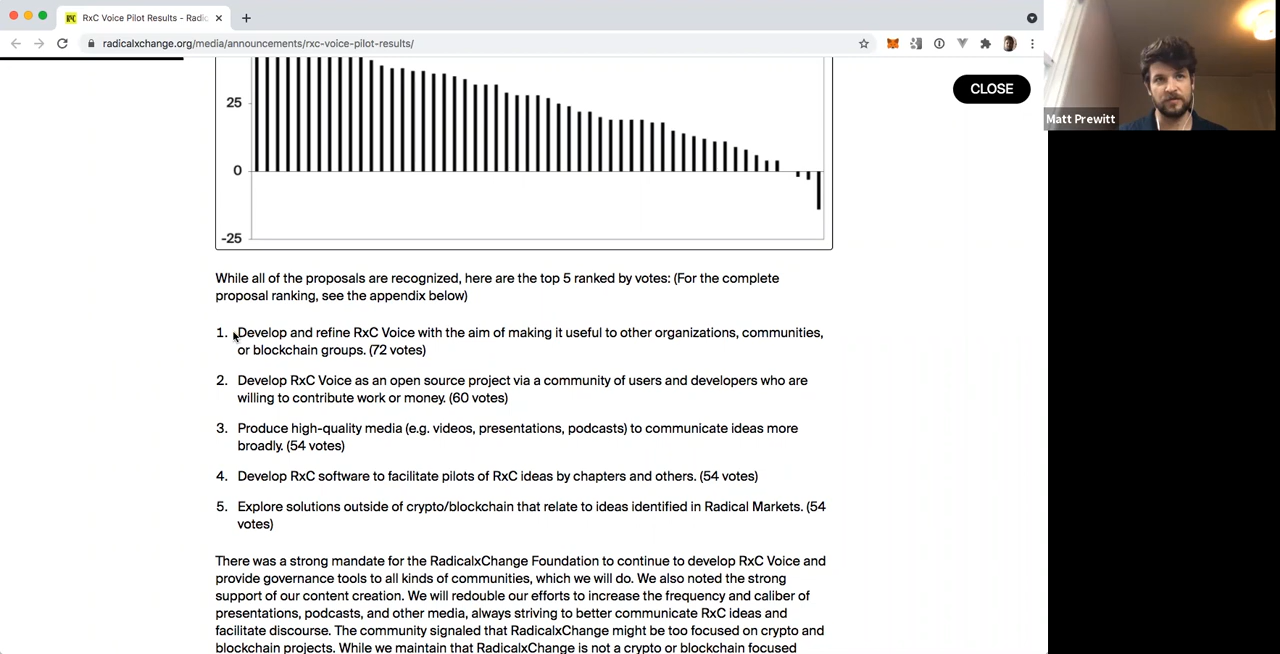 RxC Voice Pilot Results - Radic
radicalxchange.org/media/announcements/rxc-voice-pilot-results/
CLOSE
Matt Prewitt
25
0
-25
While all of the proposals are recognized, here are the top 5 ranked by votes: (For the complete
proposal ranking, see the appendix below)
1. Develop and refine RxC Voice with the aim of making it useful to other organizations, communities,
or blockchain groups. (72 votes)
2. Develop RxC Voice as an open source project via a community of users and developers who are
willing to contribute work or money. (60 votes)
3. Produce high-quality media (e.g. videos, presentations, podcasts) to communicate ideas more
broadly. (54 votes)
4. Develop RxC software to facilitate pilots of RxC ideas by chapters and others. (54 votes)
5. Explore solutions outside of crypto/blockchain that relate to ideas identified in Radical Markets. (54
votes)
There was a strong mandate for the RadicalxChange Foundation to continue to develop RxC Voice and
provide governance tools to all kinds of communities, which we will do. We also noted the strong
support of our content creation. We will redouble our efforts to increase the frequency and caliber of
presentations, podcasts, and other media, always striving to better communicate RxC ideas and
facilitate discourse. The community signaled that RadicalxChange might be too focused on crypto and
blockchain projects. While we maintain that RadicalxChange is not a crypto or blockchain focused